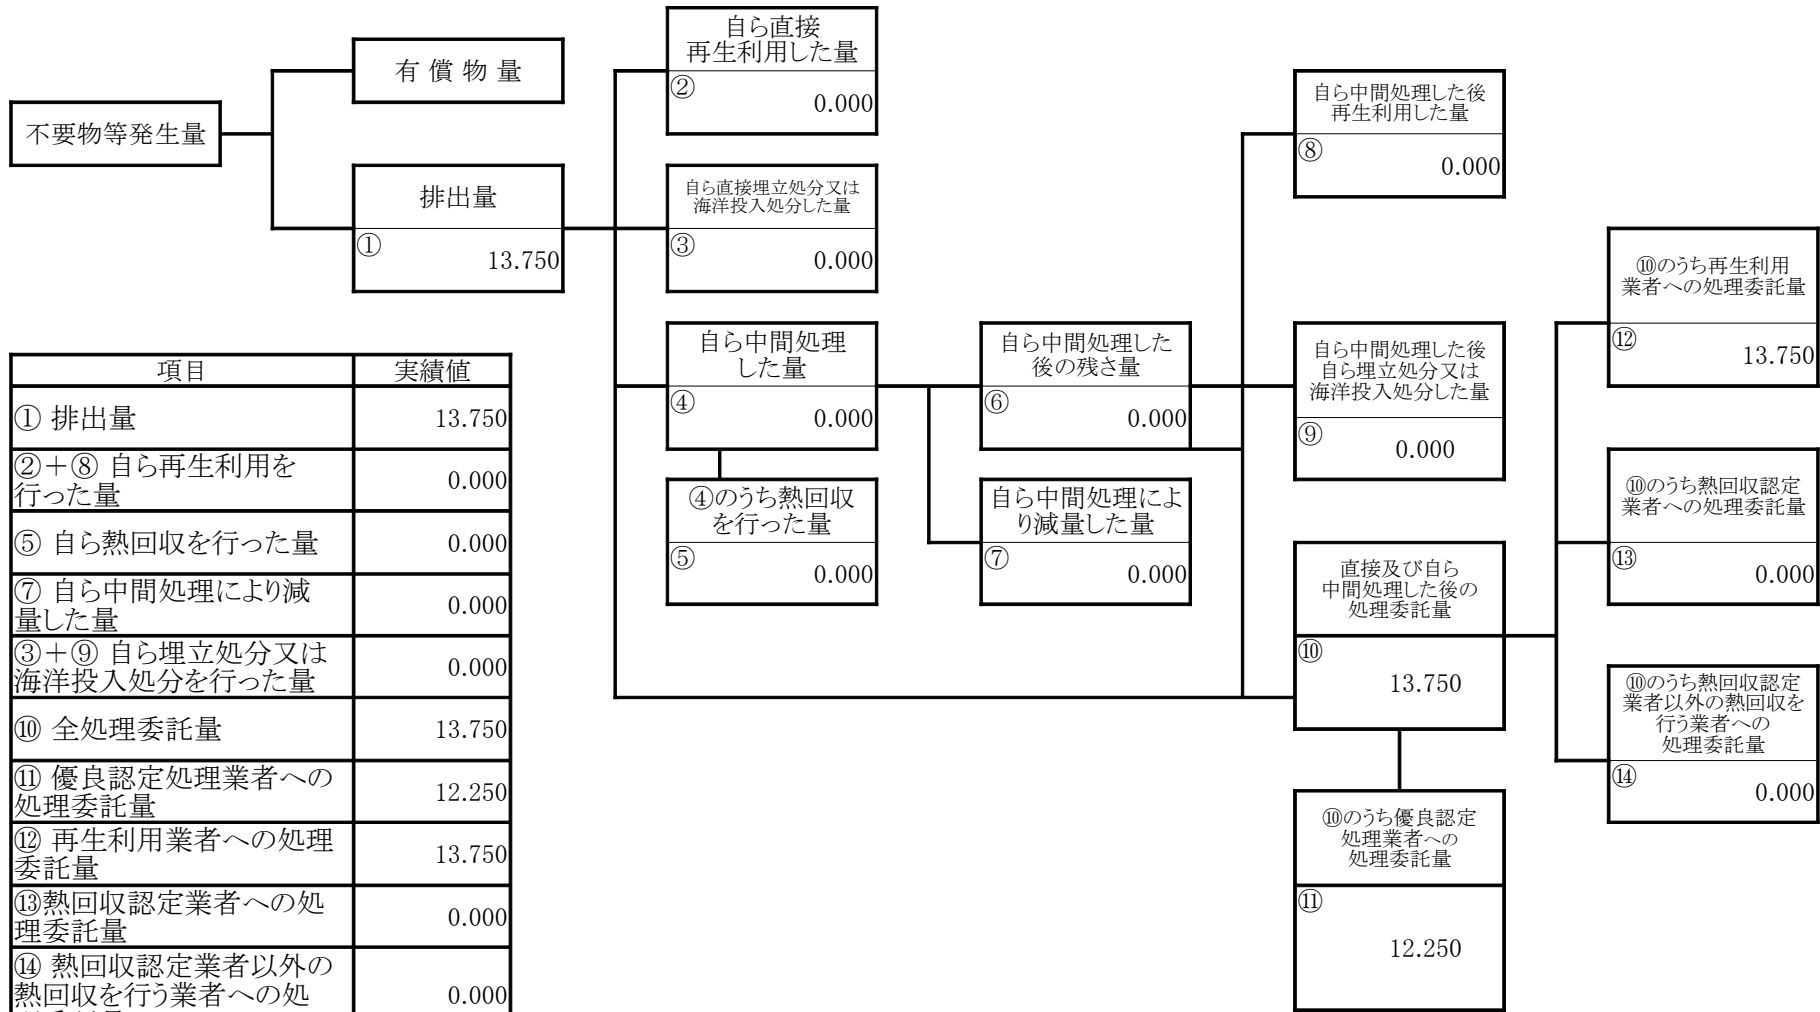 不要物等発生量
有償物量
排出量
①
13.750
自ら直接
再生利用した量
②
0.000
自ら直接埋立処分又は
海洋投入処分した量
③
0.000
自ら中間処理
した量
④
0.000
④のうち熱回収
を行った量
⑤
0.000
自ら中間処理した
後の残さ量
⑥
0.000
自ら中間処理によ
り減量した量
⑦
0.000
自ら中間処理した後
再生利用した量
⑧
0.000
自ら中間処理した後
自ら埋立処分又は
海洋投入処分した量
⑨
0.000
直接及び自ら
中間処理した後の
処理委託量
⑩
13.750
⑩のうち優良認定
処理業者への
処理委託量
⑪
12.250
⑩のうち再生利用
業者への処理委託量
⑫
13.750
⑩のうち熱回収認定
業者への処理委託量
⑬
0.000
⑩のうち熱回収認定
業者以外の熱回収を
行う業者への
処理委託量
⑭
0.000
項目 実績値
① 排出量 13.750
②+⑧ 自ら再生利用を
行った量 0.000
⑤ 自ら熱回収を行った量 0.000
⑦ 自ら中間処理により減
量した量 0.000
③+⑨ 自ら埋立処分又は
海洋投入処分を行った量 0.000
⑩ 全処理委託量 13.750
⑪ 優良認定処理業者への
処理委託量 12.250
⑫ 再生利用業者への処理
委託量 13.750
⑬熱回収認定業者への処
理委託量 0.000
⑭ 熱回収認定業者以外の
熱回収を行う業者への処 0.000